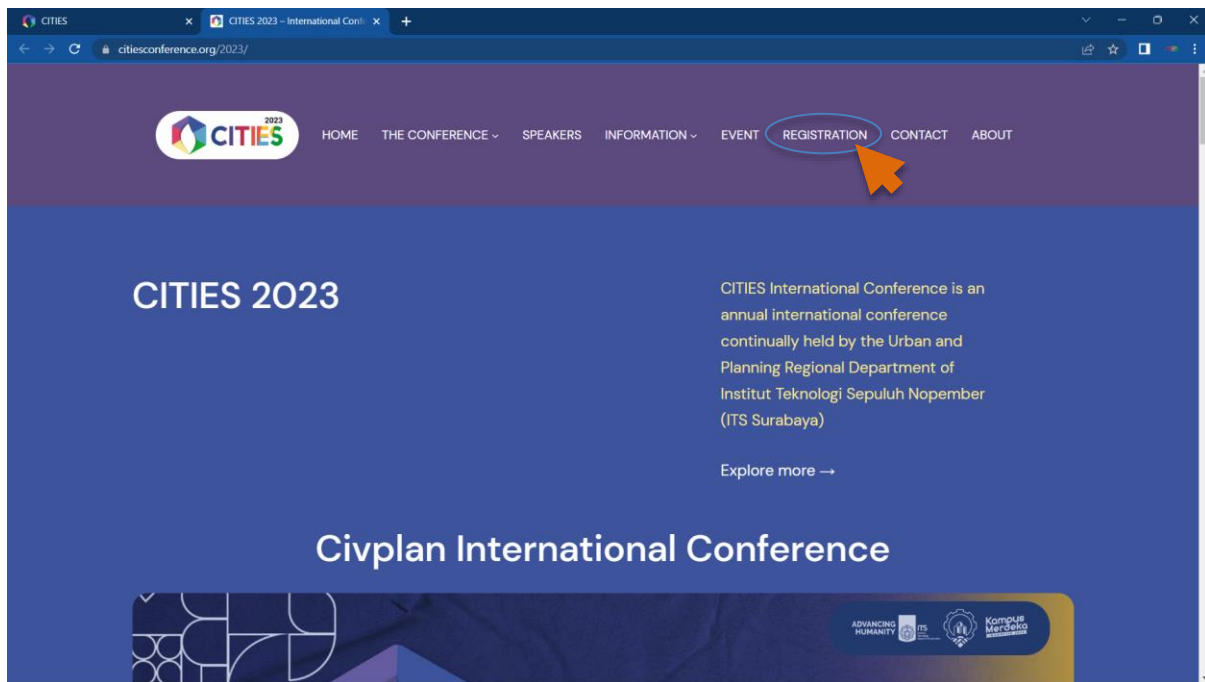 CITIES
CITIES 2023 – International Confe
citiesconference.org/2023/
2023
CITIES
HOME THE CONFERENCE SPEAKERS INFORMATION EVENT REGISTRATION CONTACT ABOUT
CITIES 2023
CITIES International Conference is an
annual international conference
continually held by the Urban and
Planning Regional Department of
Institut Teknologi Sepuluh Nopember
(ITS Surabaya)
Explore more →
Civplan International Conference
ADVANCING
HUMANITY
ITS
Kampus
Merdeka